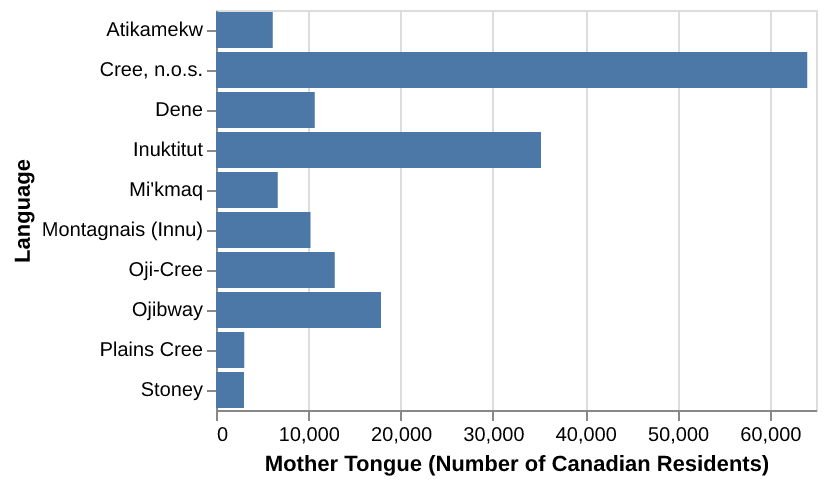 Language
Atikamekw
Cree, n.o.s.
Dene
Inuktitut
Mi'kmaq
Montagnais (Innu)
Oji-Cree
Ojibway
Plains Cree
Stoney
0 10,000 20,000 30,000 40,000 50,000 60,000
Mother Tongue (Number of Canadian Residents)